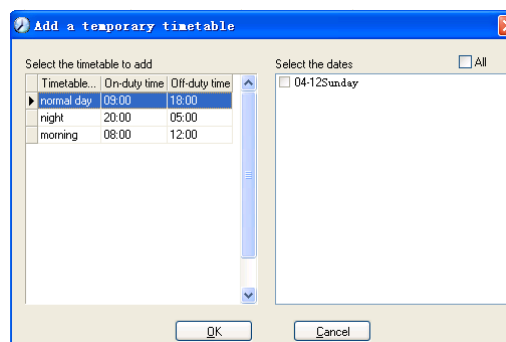 Add a temporary timetable
Select the timetable to add
Select the dates
All
Timetable... On-duty time Off-duty time
normal day 09:00 18:00
night 20:00 05:00
morning 08:00 12:00
04-12Sunday
OK
Cancel